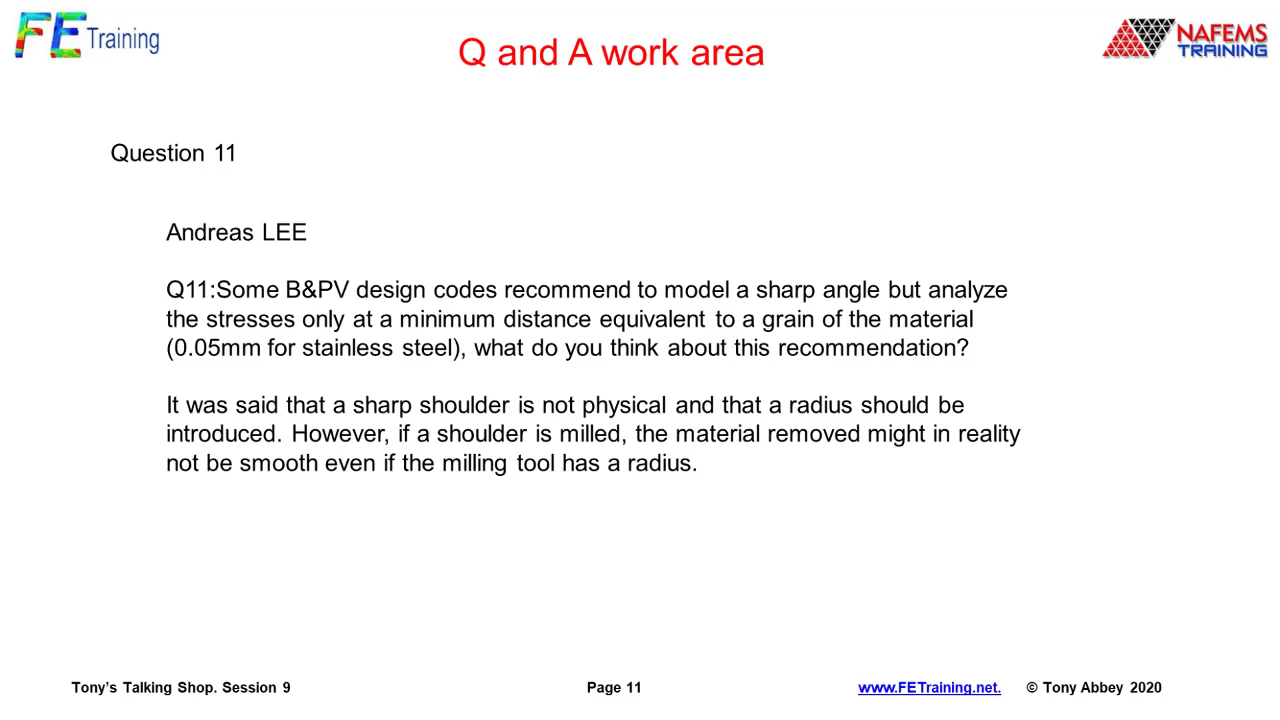 FE Training
Q and A work area
NAFEMS
TRAINING
Question 11
Andreas LEE
Q11:Some B&PV design codes recommend to model a sharp angle but analyze
the stresses only at a minimum distance equivalent to a grain of the material
(0.05mm for stainless steel), what do you think about this recommendation?
It was said that a sharp shoulder is not physical and that a radius should be
introduced. However, if a shoulder is milled, the material removed might in reality
not be smooth even if the milling tool has a radius.
Tony’s Talking Shop. Session 9 Page 11 www.FETraining.net. © Tony Abbey 2020